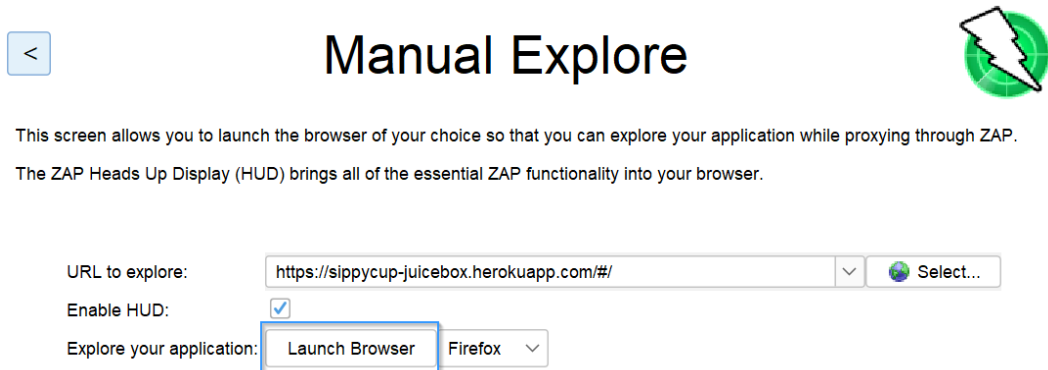 <
Manual Explore
This screen allows you to launch the browser of your choice so that you can explore your application while proxying through ZAP.
The ZAP Heads Up Display (HUD) brings all of the essential ZAP functionality into your browser.
URL to explore: https://sippycup-juicebox.herokuapp.com/#/ Select...
Enable HUD:
Explore your application: Launch Browser Firefox